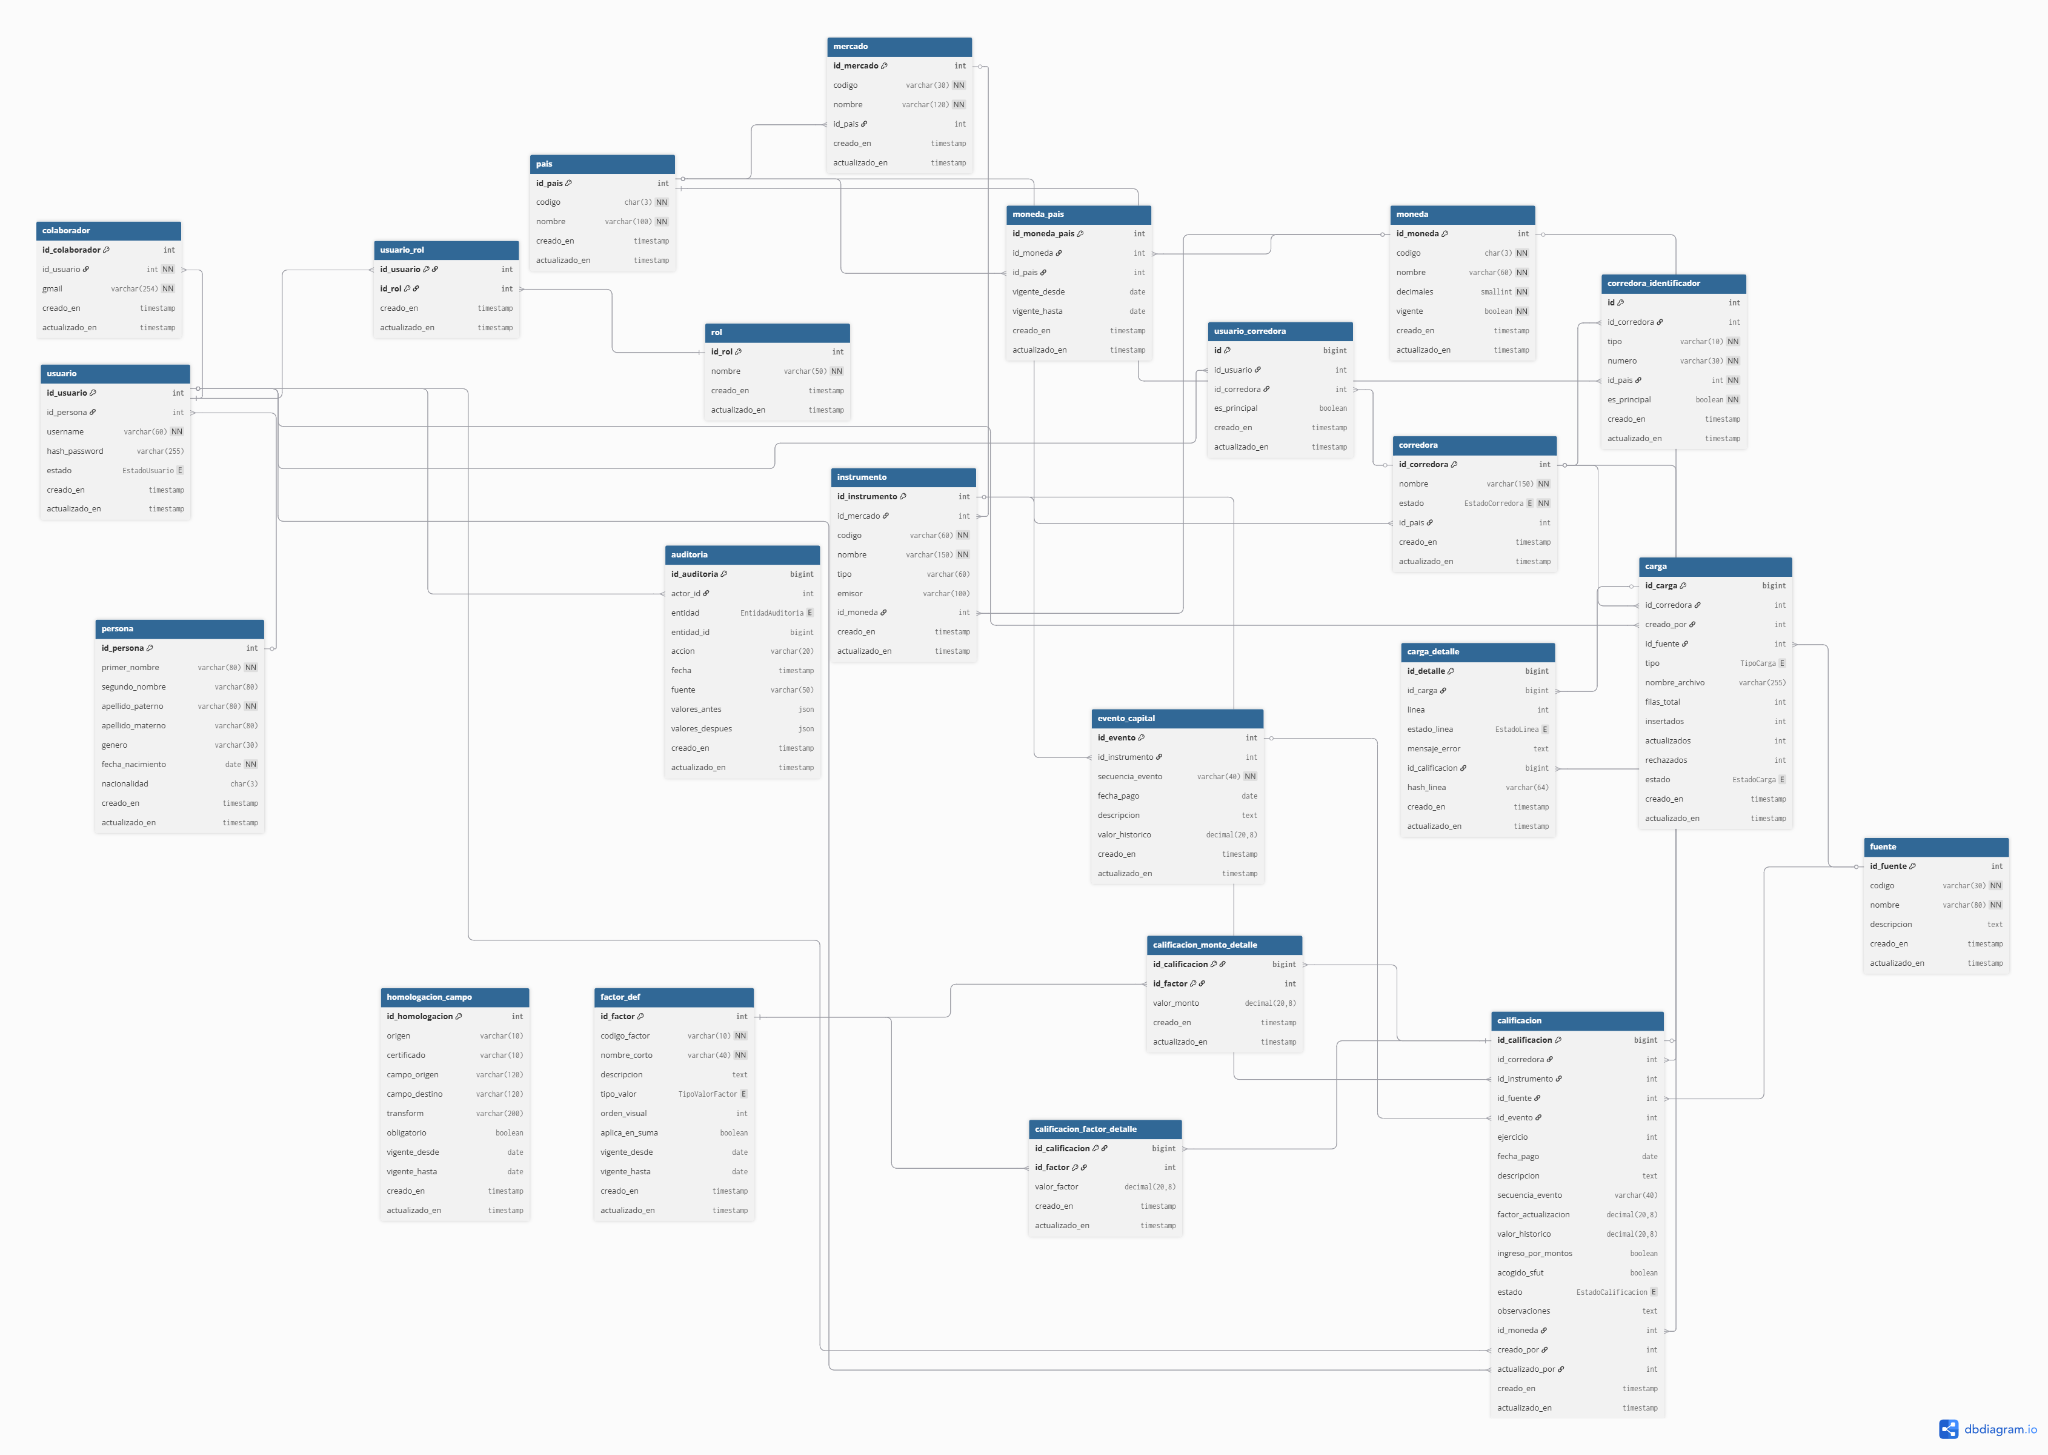 mercado
id_mercado int
codigo varchar(30) NN
nombre varchar(120) NN
id_pais int
creado_en timestamp
actualizado_en timestamp
pais
id_pais int
codigo char(3) NN
nombre varchar(100) NN
creado_en timestamp
actualizado_en timestamp
moneda_pais
id_moneda_pais int
id_moneda int
id_pais int
vigente_desde date
vigente_hasta date
creado_en timestamp
actualizado_en timestamp
moneda
id_moneda int
codigo char(3) NN
nombre varchar(60) NN
decimales smallint NN
vigente boolean NN
creado_en timestamp
actualizado_en timestamp
colaborador
id_colaborador int
id_usuario int NN
gmail varchar(254) NN
creado_en timestamp
actualizado_en timestamp
usuario_rol
id_usuario int
id_rol int
creado_en timestamp
actualizado_en timestamp
corredora_identificador
id int
id_corredora int
tipo varchar(10) NN
numero varchar(30) NN
id_pais int NN
es_principal boolean NN
creado_en timestamp
actualizado_en timestamp
rol
id_rol int
nombre varchar(50) NN
creado_en timestamp
actualizado_en timestamp
usuario_corredora
id bigint
id_usuario int
id_corredora int
es_principal boolean
creado_en timestamp
actualizado_en timestamp
usuario
id_usuario int
id_persona int
username varchar(60) NN
hash_password varchar(255)
estado EstadoUsuario E
creado_en timestamp
actualizado_en timestamp
corredora
id_corredora int
nombre varchar(150) NN
estado EstadoCorredora E NN
id_pais int
creado_en timestamp
actualizado_en timestamp
instrumento
id_instrumento int
id_mercado int
codigo varchar(60) NN
nombre varchar(150) NN
tipo varchar(60)
emisor varchar(100)
id_moneda int
creado_en timestamp
actualizado_en timestamp
auditoria
id_auditoria bigint
actor_id int
entidad EntidadAuditoria E
entidad_id bigint
accion varchar(20)
fecha timestamp
fuente varchar(50)
valores_antes json
valores_despues json
creado_en timestamp
actualizado_en timestamp
carga
id_carga bigint
id_corredora int
creado_por int
id_fuente int
tipo TipoCarga E
nombre_archivo varchar(255)
filas_total int
insertados int
actualizados int
rechazados int
estado EstadoCarga E
creado_en timestamp
actualizado_en timestamp
persona
id_persona int
primer_nombre varchar(80) NN
segundo_nombre varchar(80)
apellido_paterno varchar(80) NN
apellido_materno varchar(80)
genero varchar(30)
fecha_nacimiento date NN
nacionalidad char(3)
creado_en timestamp
actualizado_en timestamp
carga_detalle
id_detalle bigint
id_carga bigint
linea int
estado_linea EstadoLinea E
mensaje_error text
id_calificacion bigint
hash_linea varchar(64)
creado_en timestamp
actualizado_en timestamp
evento_capital
id_evento int
id_instrumento int
secuencia_evento varchar(40) NN
fecha_pago date
descripcion text
valor_historico decimal(20,8)
creado_en timestamp
actualizado_en timestamp
fuente
id_fuente int
codigo varchar(30) NN
nombre varchar(80) NN
descripcion text
creado_en timestamp
actualizado_en timestamp
calificacion_monto_detalle
id_calificacion bigint
id_factor int
valor_monto decimal(20,8)
creado_en timestamp
actualizado_en timestamp
homologacion_campo
id_homologacion int
origen varchar(10)
certificado varchar(10)
campo_origen varchar(120)
campo_destino varchar(120)
transform varchar(200)
obligatorio boolean
vigente_desde date
vigente_hasta date
creado_en timestamp
actualizado_en timestamp
factor_def
id_factor int
codigo_factor varchar(10) NN
nombre_corto varchar(40) NN
descripcion text
tipo_valor TipoValorFactor E
orden_visual int
aplica_en_suma boolean
vigente_desde date
vigente_hasta date
creado_en timestamp
actualizado_en timestamp
calificacion
id_calificacion bigint
id_corredora int
id_instrumento int
id_fuente int
id_evento int
ejercicio int
fecha_pago date
descripcion text
secuencia_evento varchar(40)
factor_actualizacion decimal(20,8)
valor_historico decimal(20,8)
ingreso_por_montos boolean
acogido_sfut boolean
estado EstadoCalificacion E
observaciones text
id_moneda int
creado_por int
actualizado_por int
creado_en timestamp
actualizado_en timestamp
calificacion_factor_detalle
id_calificacion bigint
id_factor int
valor_factor decimal(20,8)
creado_en timestamp
actualizado_en timestamp
dbdiagram.io